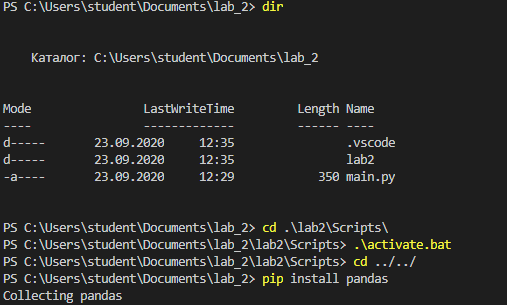 PS C:\Users\student\Documents\lab_2> dir
Каталог: C:\Users\student\Documents\lab_2
Mode                 LastWriteTime         Length Name
----                 -------------         ------ ----
d-----        23.09.2020     12:35                .vscode
d-----        23.09.2020     12:35                lab2
-a----        23.09.2020     12:29            350 main.py
PS C:\Users\student\Documents\lab_2> cd .\lab2\Scripts\
PS C:\Users\student\Documents\lab_2\lab2\Scripts> .\activate.bat
PS C:\Users\student\Documents\lab_2\lab2\Scripts> cd ../../
PS C:\Users\student\Documents\lab_2> pip install pandas
Collecting pandas